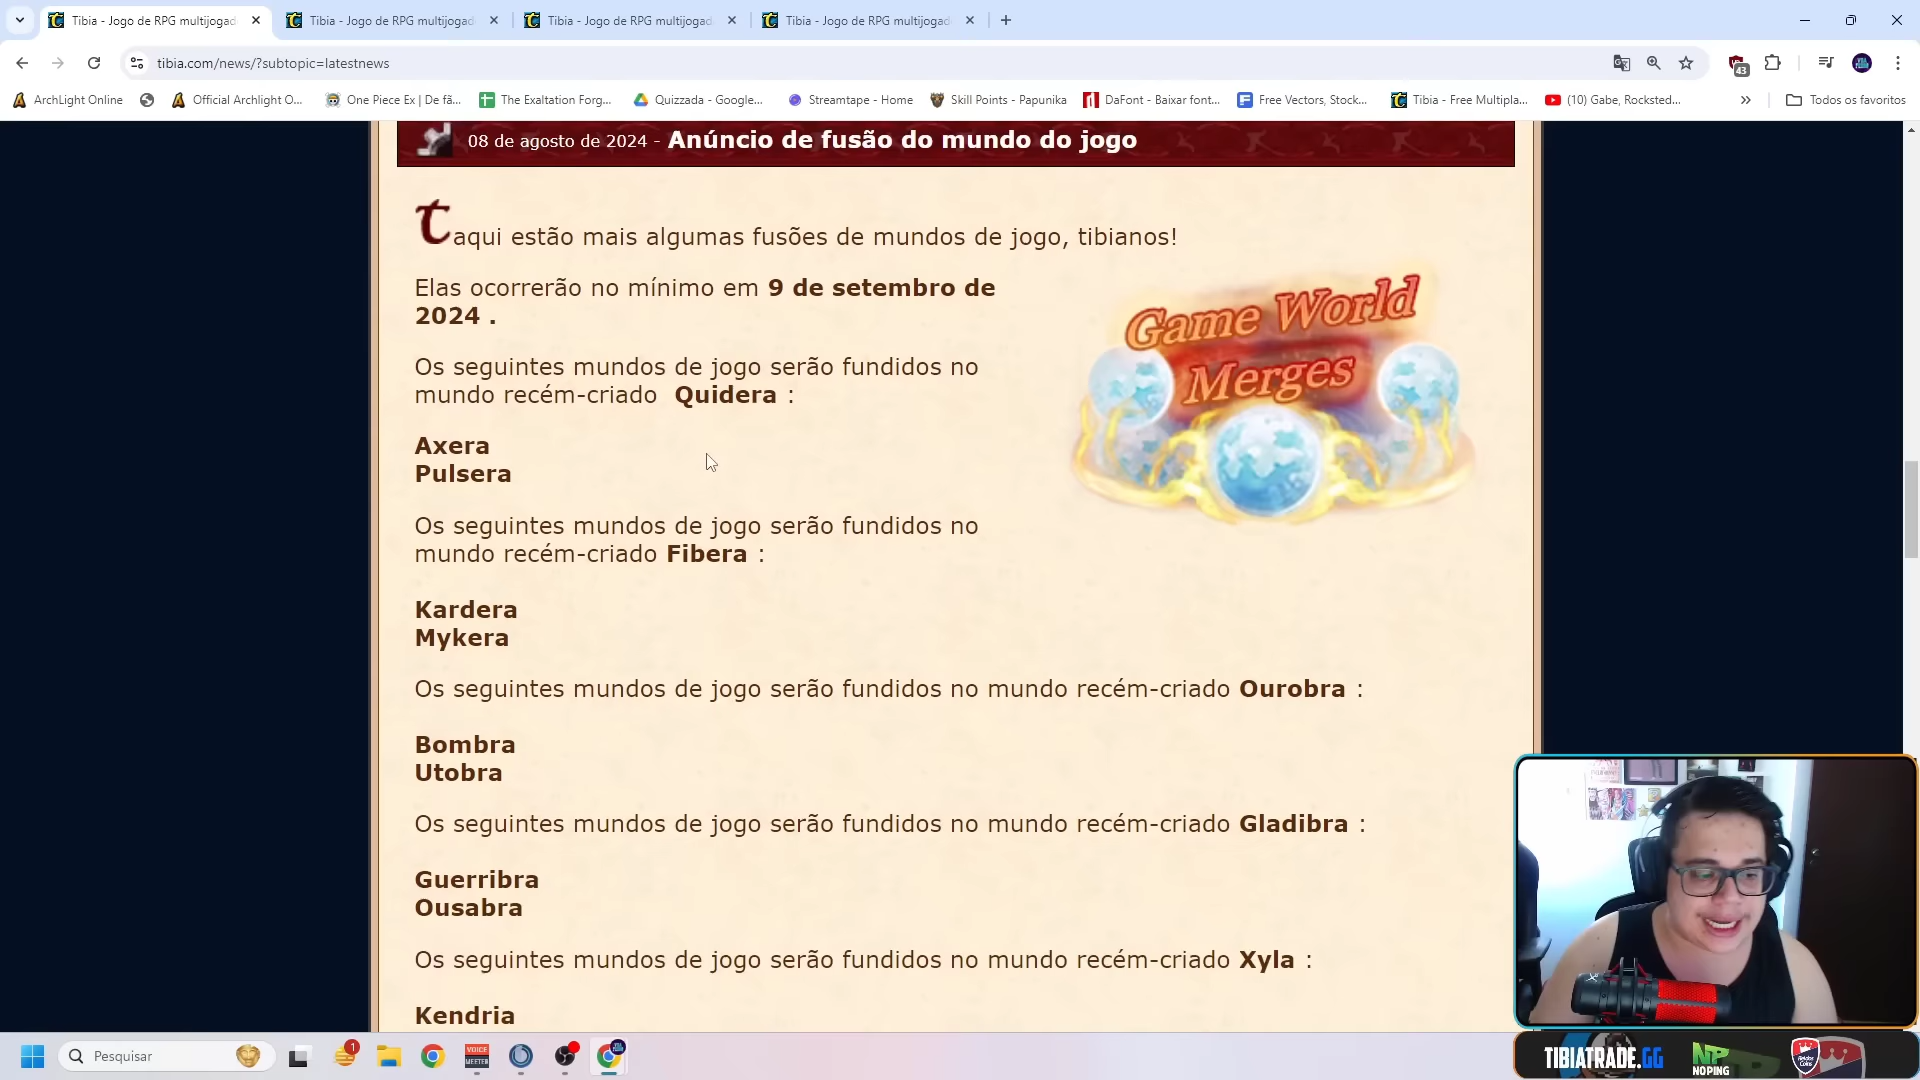 Tibia - Jogo de RPG multijogad
Tibia - Jogo de RPG multijogad
Tibia - Jogo de RPG multijogad
Tibia - Jogo de RPG multijogad
tibia.com/news/?subtopic=latestnews
43
ArchLight Online
Official Archlight O...
One Piece Ex | De fã...
The Exaltation Forg...
Quizzada - Google...
Streamtape - Home
Skill Points - Papunika
DaFont - Baixar font...
Free Vectors, Stock...
Tibia - Free Multipla...
(10) Gabe, Rocksted...
Todos os favoritos
08 de agosto de 2024 - Anúncio de fusão do mundo do jogo
taqui estão mais algumas fusões de mundos de jogo, tibianos!
Elas ocorrerão no mínimo em 9 de setembro de
2024 .
Game World
Merges
Os seguintes mundos de jogo serão fundidos no
mundo recém-criado Quidera :
Axera
Pulsera
Os seguintes mundos de jogo serão fundidos no
mundo recém-criado Fibera :
Kardera
Mykera
Os seguintes mundos de jogo serão fundidos no mundo recém-criado Ourobra :
Bombra
Utobra
Os seguintes mundos de jogo serão fundidos no mundo recém-criado Gladibra :
Guerribra
Ousabra
Os seguintes mundos de jogo serão fundidos no mundo recém-criado Xyla :
Kendria
Pesquisar
1
VOICE
MEETER
TIBIATRADE.GG
NP
NOPING